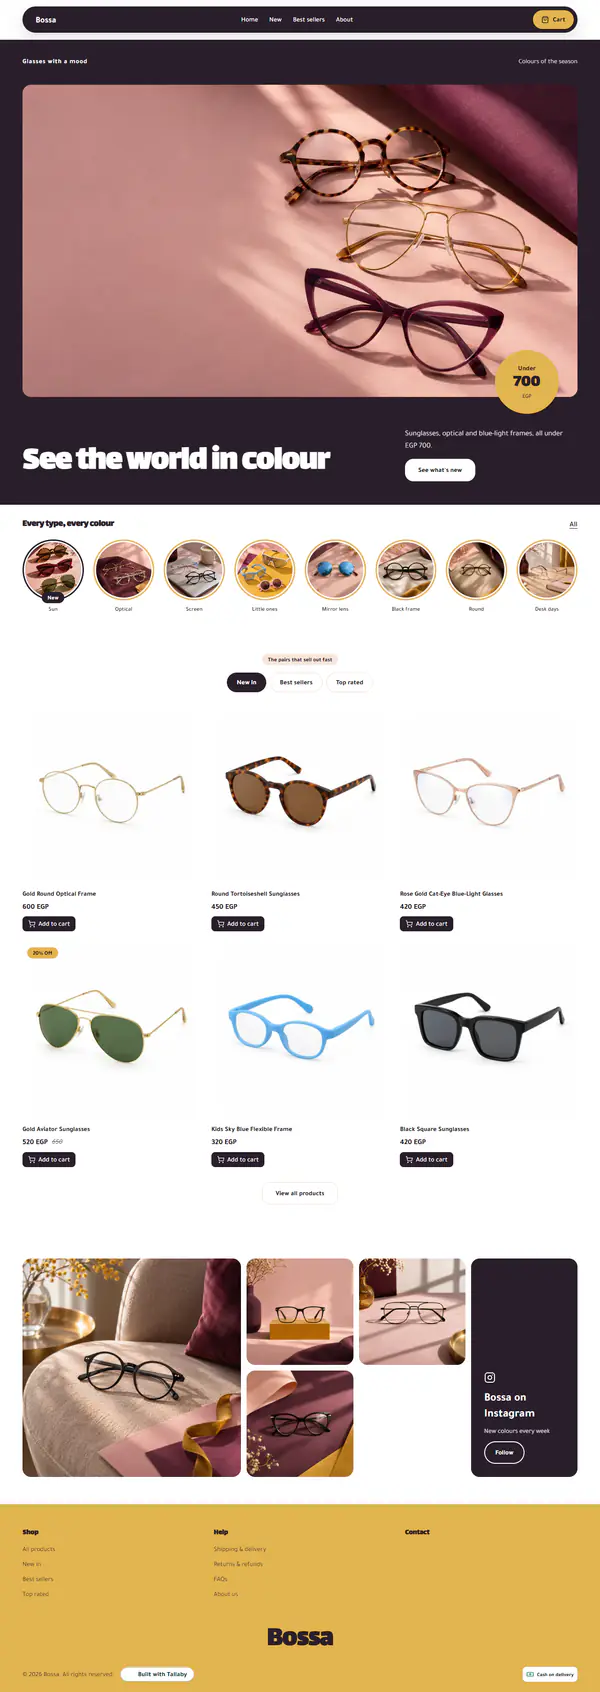 Bossa
Home
New
Best sellers
About
Cart
Glasses with a mood
Colours of the season
Under
700
EGP
See the world in colour
Sunglasses, optical and blue-light frames, all under
EGP 700.
See what's new
Every type, every colour
All
New
Sun
Optical
Screen
Little ones
Mirror lens
Black frame
Round
Desk days
The pairs that sell out fast
New In
Best sellers
Top rated
Gold Round Optical Frame
600 EGP
Add to cart
Round Tortoiseshell Sunglasses
450 EGP
Add to cart
Rose Gold Cat-Eye Blue-Light Glasses
420 EGP
Add to cart
20% Off
Gold Aviator Sunglasses
520 EGP 650
Add to cart
Kids Sky Blue Flexible Frame
320 EGP
Add to cart
Black Square Sunglasses
420 EGP
Add to cart
View all products
Bossa on
Instagram
New colours every week
Follow
Shop
All products
New In
Best sellers
Top rated
Help
Shipping & delivery
Returns & refunds
FAQs
About us
Contact
Bossa
© 2026 Bossa. All rights reserved.
Built with Tallaby
Cash on delivery